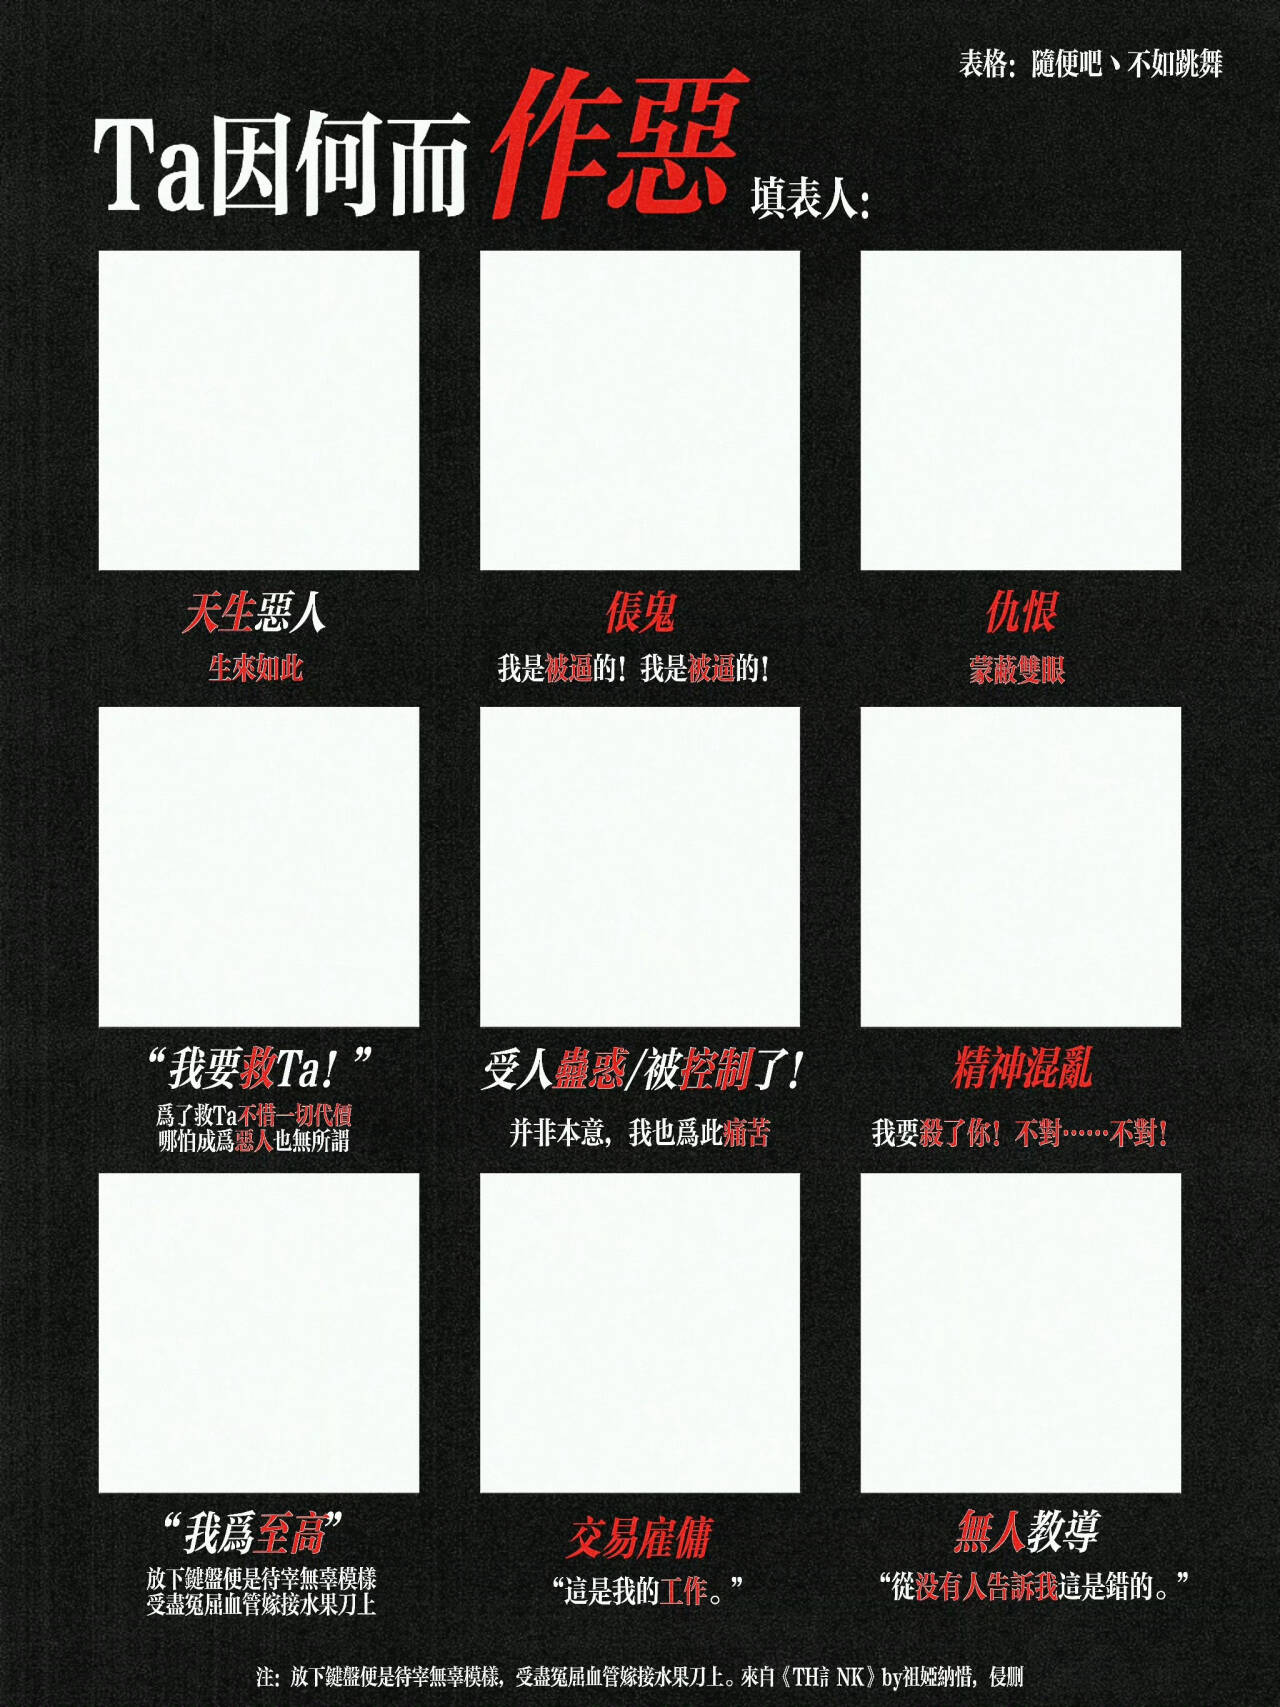 表格：隨便吧、不如跳舞
Ta因何而作惡 填表人：
天生惡人
生來如此
倀鬼
我是被逼的！我是被逼的！
仇恨
蒙蔽雙眼
“我要救Ta！”
爲了救Ta不惜一切代價
哪怕成爲惡人也無所謂
受人蠱惑/被控制了！
并非本意，我也爲此痛苦
精神混亂
我要殺了你！不對……不對！
“我爲至高”
放下鍵盤便是待宰無辜模樣
受盡冤屈血管嫁接水果刀上
交易雇傭
“這是我的工作。”
無人教導
“從没有人告訴我這是錯的。”
注：放下鍵盤便是待宰無辜模樣，受盡冤屈血管嫁接水果刀上。來自《TH訁NK》by祖婭納惜，侵删